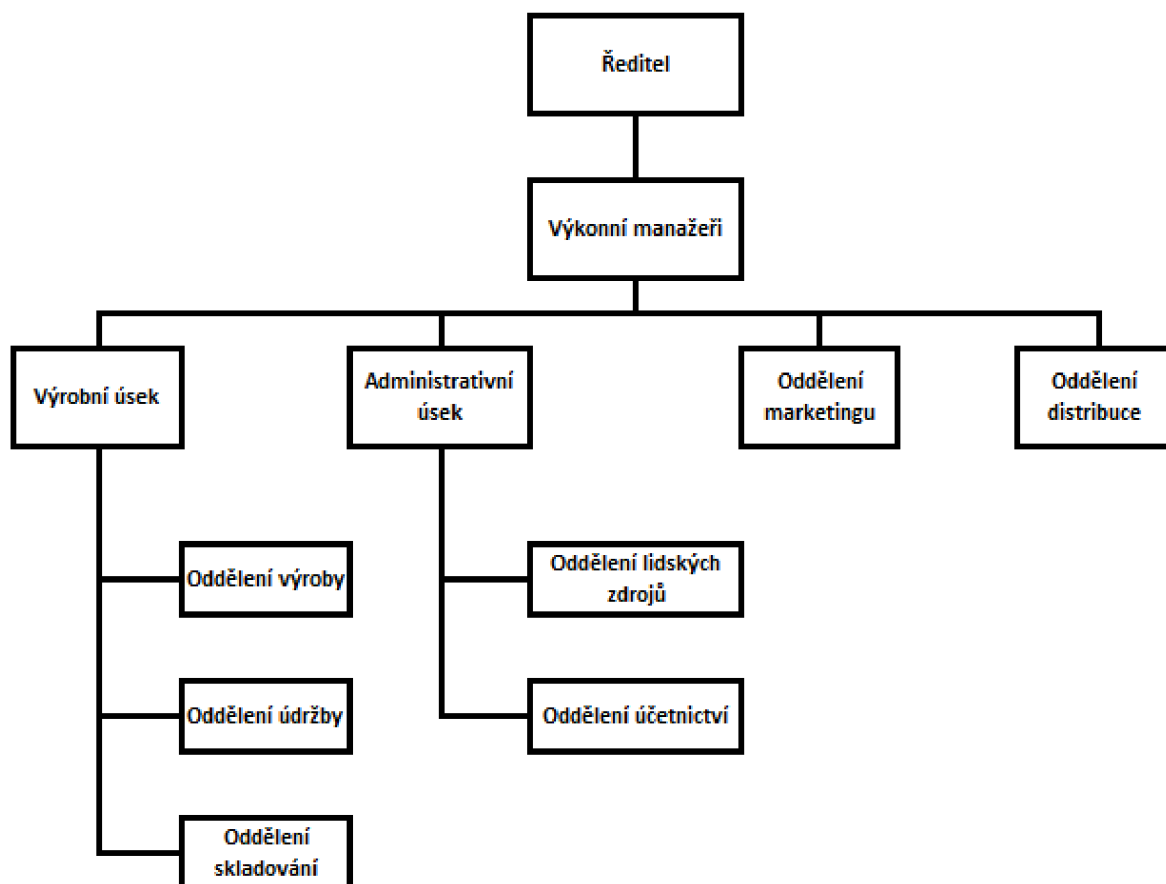 Ředitel
Výkonní manažeři
Výrobní úsek
Administrativní
úsek
Oddělení
marketingu
Oddělení
distribuce
Oddělení výroby
Oddělení lidských
zdrojů
Oddělení údržby
Oddělení účetnictví
Oddělení
skladování